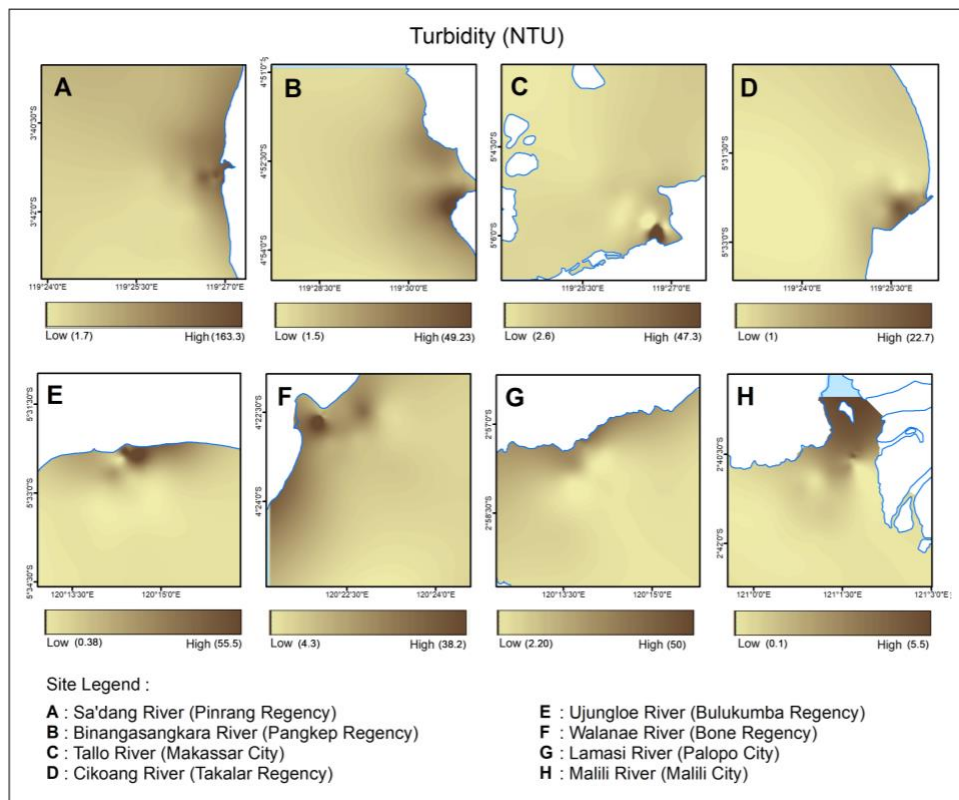 Turbidity (NTU)
A
B
C
D
3°40'30"S
3°42'0"S
4°51'0"S
4°52'30"S
4°54'0"S
5°4'30"S
5°6'0"S
5°31'30"S
5°33'0"S
119°24'0"E 119°25'30"E 119°27'0"E
119°28'30"E 119°30'0"E
119°25'30"E 119°27'0"E
119°24'0"E 119°25'30"E
Low (1.7) High (163.3)
Low (1.5) High (49.23)
Low (2.6) High (47.3)
Low (1) High (22.7)
E
F
G
H
5°31'30"S
5°33'0"S
5°34'30"S
4°22'30"S
4°24'0"S
2°57'0"S
2°58'30"S
2°40'30"S
2°42'0"S
120°13'30"E 120°15'0"E
120°22'30"E 120°24'0"E
120°13'30"E 120°15'0"E
121°0'E 121°1'30"E 121°3'0"E
Low (0.38) High (55.5)
Low (4.3) High (38.2)
Low (2.20) High (50)
Low (0.1) High (5.5)
Site Legend :
A : Sa'dang River (Pinrang Regency)
B : Binangasangkara River (Pangkep Regency)
C : Tallo River (Makassar City)
D : Cikoang River (Takalar Regency)
E : Ujungloe River (Bulukumba Regency)
F : Walanae River (Bone Regency)
G : Lamasi River (Palopo City)
H : Malili River (Malili City)